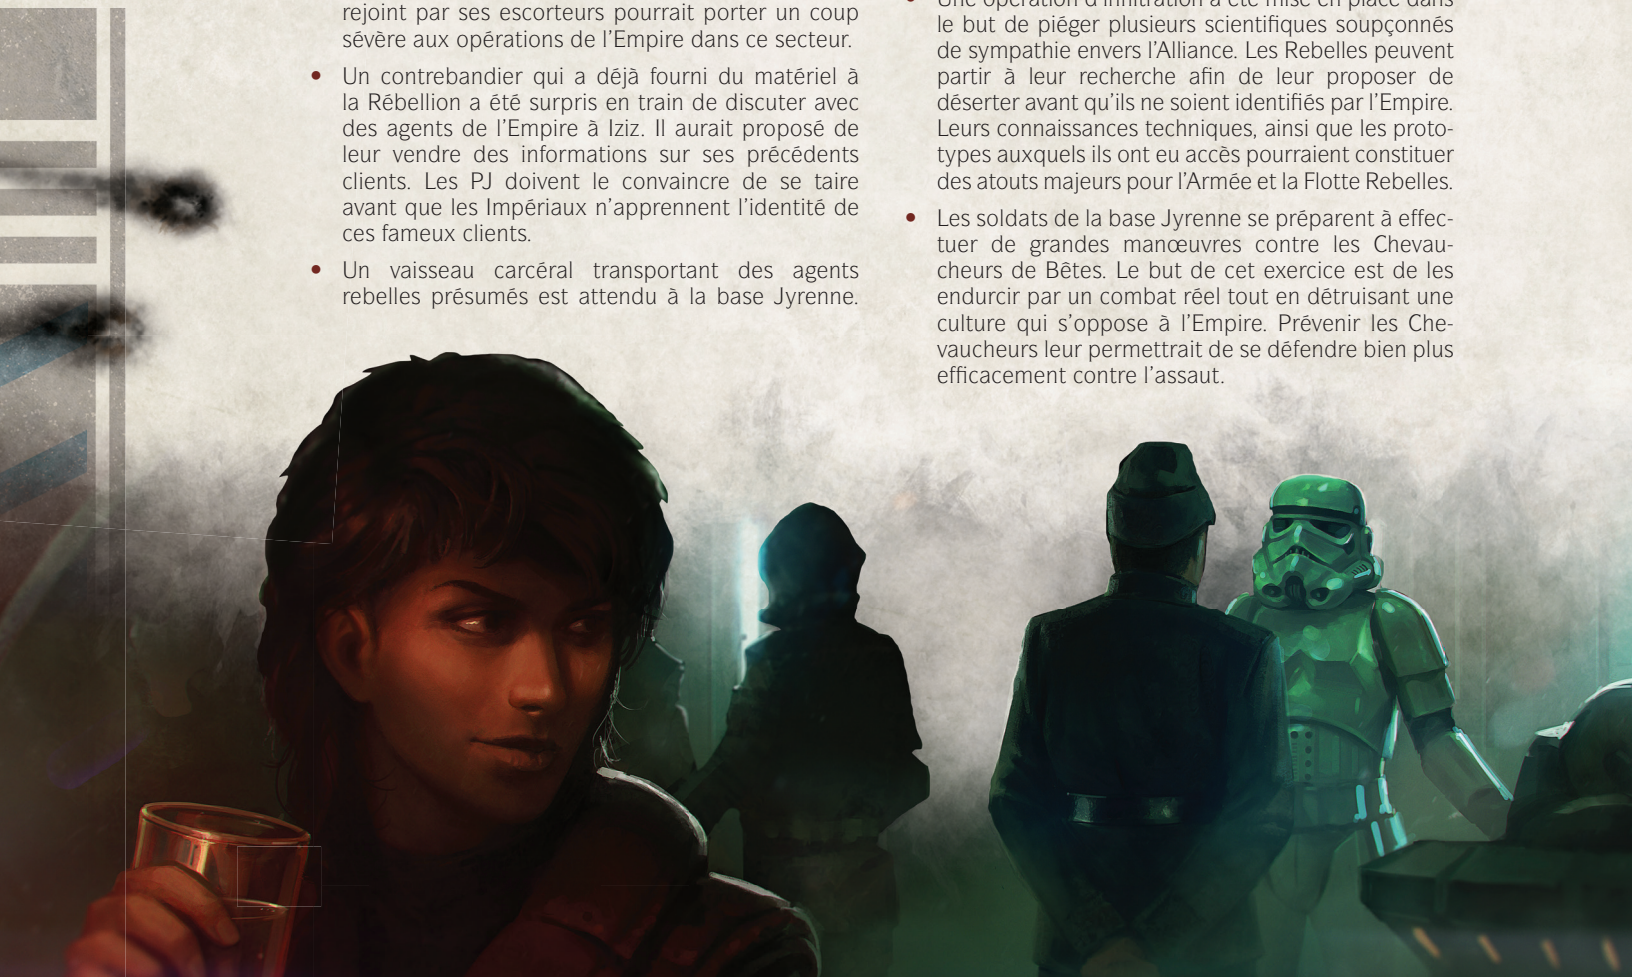 rejoint par ses escorteurs pourrait porter un coup
sévère aux opérations de l'Empire dans ce secteur.
• Un contrebandier qui a déjà fourni du matériel à
la Rébellion a été surpris en train de discuter avec
des agents de l'Empire à Iziz. Il aurait proposé de
leur vendre des informations sur ses précédents
clients. Les PJ doivent le convaincre de se taire
avant que les Impériaux n'apprennent l'identité de
ces fameux clients.
• Un vaisseau carcéral transportant des agents
rebelles présumés est attendu à la base Jyrenne.
• Une opération d'infiltration a été mise en place dans
le but de piéger plusieurs scientifiques soupçonnés
de sympathie envers l'Alliance. Les Rebelles peuvent
partir à leur recherche afin de leur proposer de
déserter avant qu'ils ne soient identifiés par l'Empire.
Leurs connaissances techniques, ainsi que les proto-
types auxquels ils ont eu accès pourraient constituer
des atouts majeurs pour l'Armée et la Flotte Rebelles.
• Les soldats de la base Jyrenne se préparent à effec-
tuer de grandes manœuvres contre les Chevau-
cheurs de Bêtes. Le but de cet exercice est de les
endurcir par un combat réel tout en détruisant une
culture qui s'oppose à l'Empire. Prévenir les Che-
vaucheurs leur permettrait de se défendre bien plus
efficacement contre l'assaut.